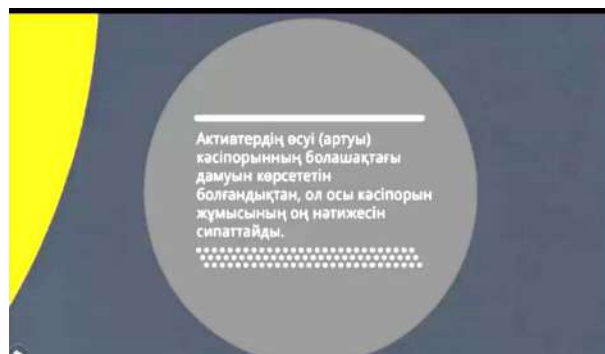 Активтердің өсуі (артуы)
кәсіпорынның болашақтағы
дамуын көрсететін
болғандықтан, ол осы кәсіпорын
жұмысының оң нәтижесін
сипаттайды.